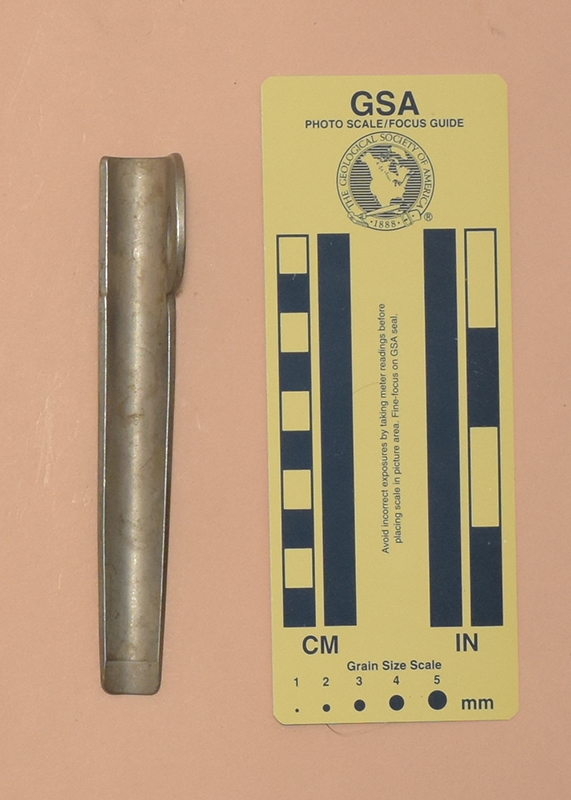 GSA
PHOTO SCALE/FOCUS GUIDE
THE GEOLOGICAL SOCIETY OF AMERICA
1888
®
Avoid incorrect exposures by taking meter readings before
placing scale in picture area. Fine-focus on GSA seal.
CM
IN
Grain Size Scale
1 2 3 4 5
mm